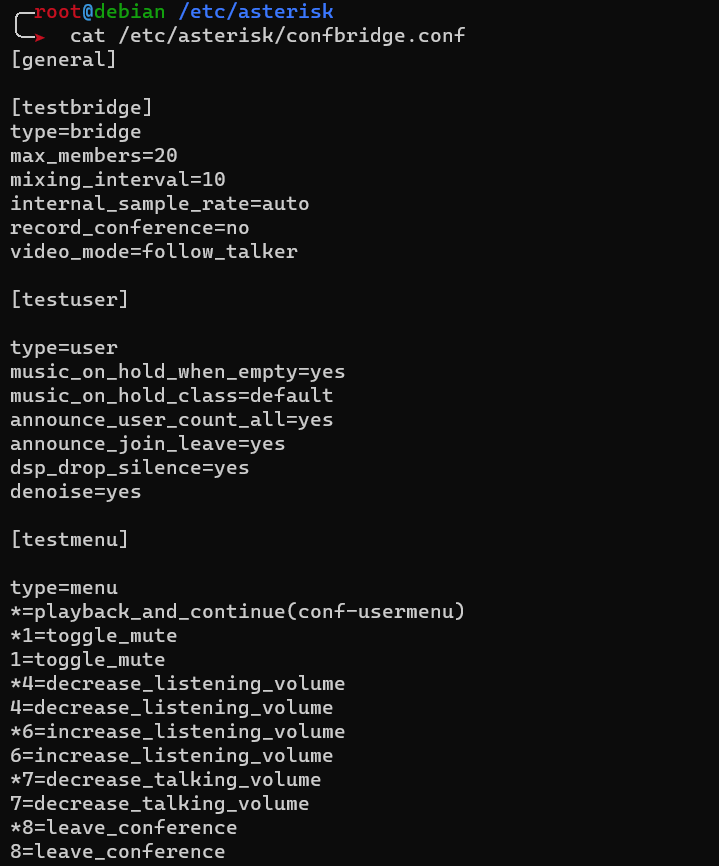 root@debian /etc/asterisk
cat /etc/asterisk/confbridge.conf
[general]
[testbridge]
type=bridge
max_members=20
mixing_interval=10
internal_sample_rate=auto
record_conference=no
video_mode=follow_talker
[testuser]
type=user
music_on_hold_when_empty=yes
music_on_hold_class=default
announce_user_count_all=yes
announce_join_leave=yes
dsp_drop_silence=yes
denoise=yes
[testmenu]
type=menu
*=playback_and_continue(conf-usermenu)
*1=toggle_mute
1=toggle_mute
*4=decrease_listening_volume
4=decrease_listening_volume
*6=increase_listening_volume
6=increase_listening_volume
*7=decrease_talking_volume
7=decrease_talking_volume
*8=leave_conference
8=leave_conference